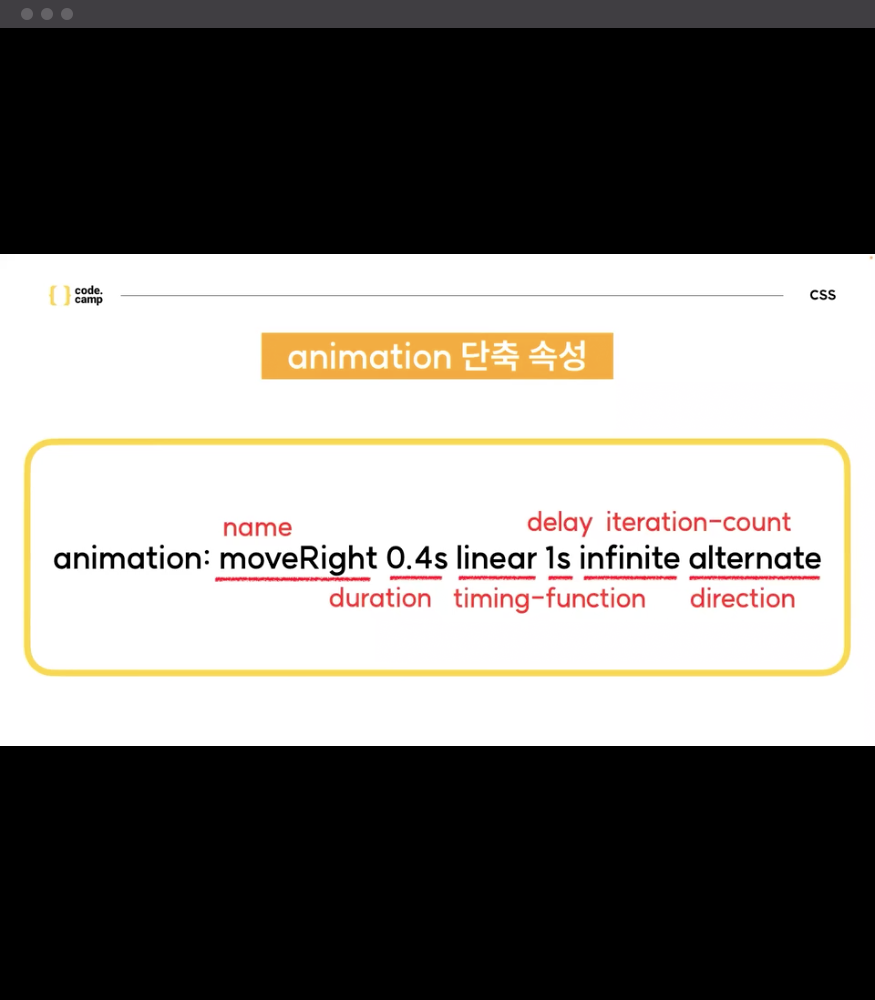 { } code.
camp
CSS
animation 단축 속성
name
delay iteration-count
animation: moveRight 0.4s linear 1s infinite alternate
duration timing-function direction